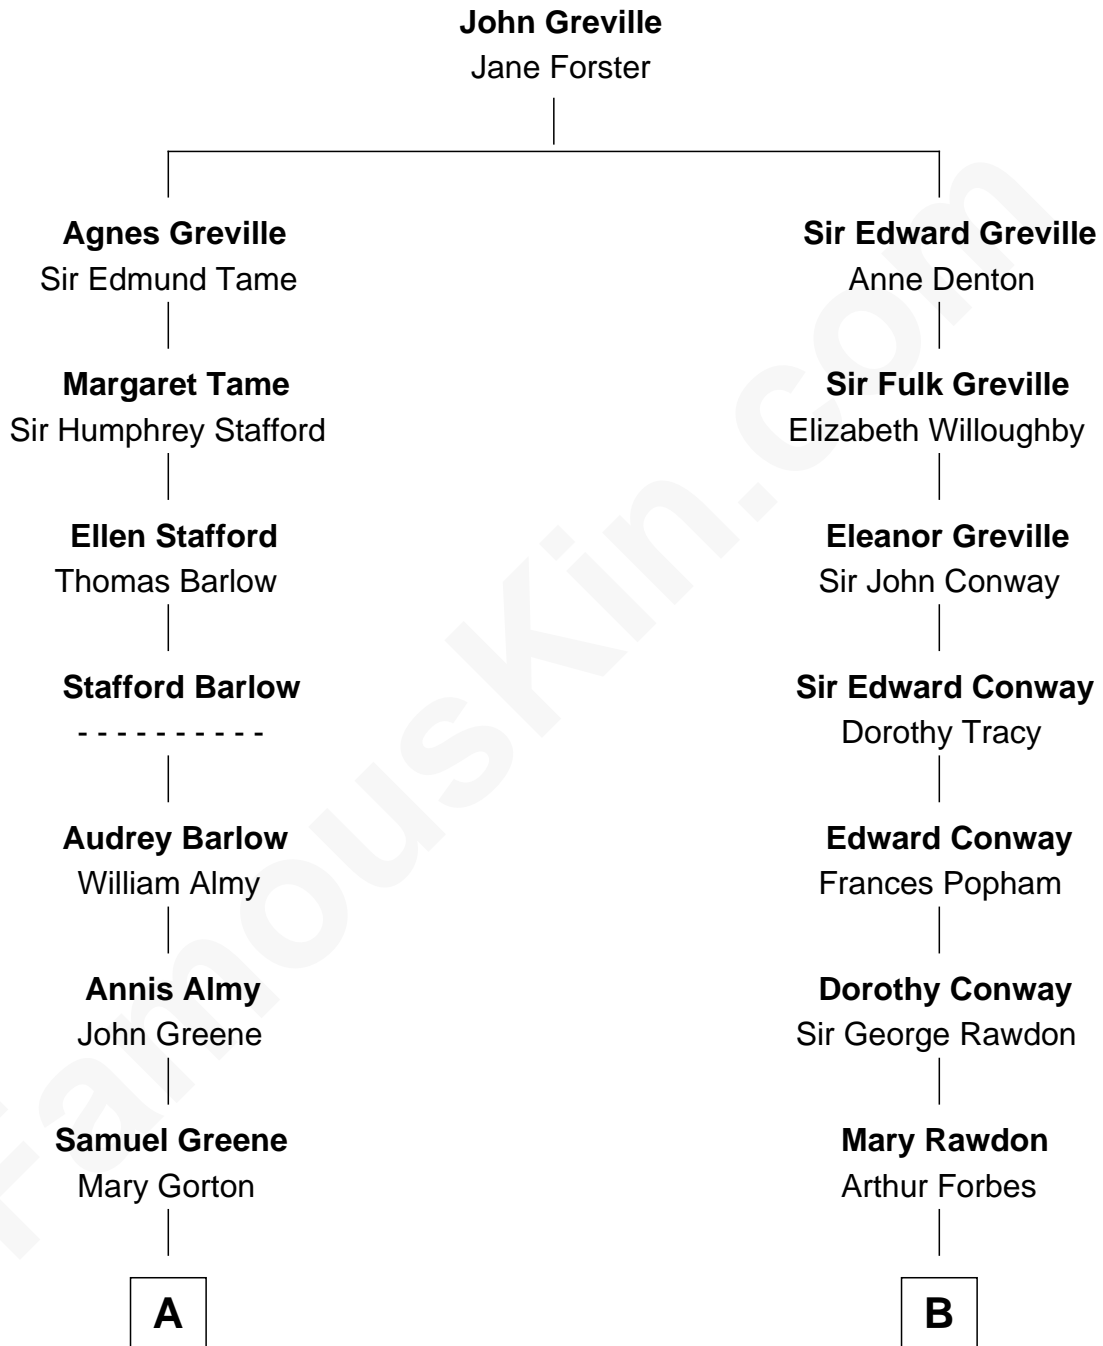 John Greville
Jane Forster
Agnes Greville
Sir Edmund Tame
Sir Edward Greville
Anne Denton
Margaret Tame
Sir Humphrey Stafford
Sir Fulk Greville
Elizabeth Willoughby
Ellen Stafford
Thomas Barlow
Eleanor Greville
Sir John Conway
Stafford Barlow
- - - - - - - - - -
Sir Edward Conway
Dorothy Tracy
Audrey Barlow
William Almy
Edward Conway
Frances Popham
Annis Almy
John Greene
Dorothy Conway
Sir George Rawdon
Samuel Greene
Mary Gorton
Mary Rawdon
Arthur Forbes
A
B
FamousKin.com